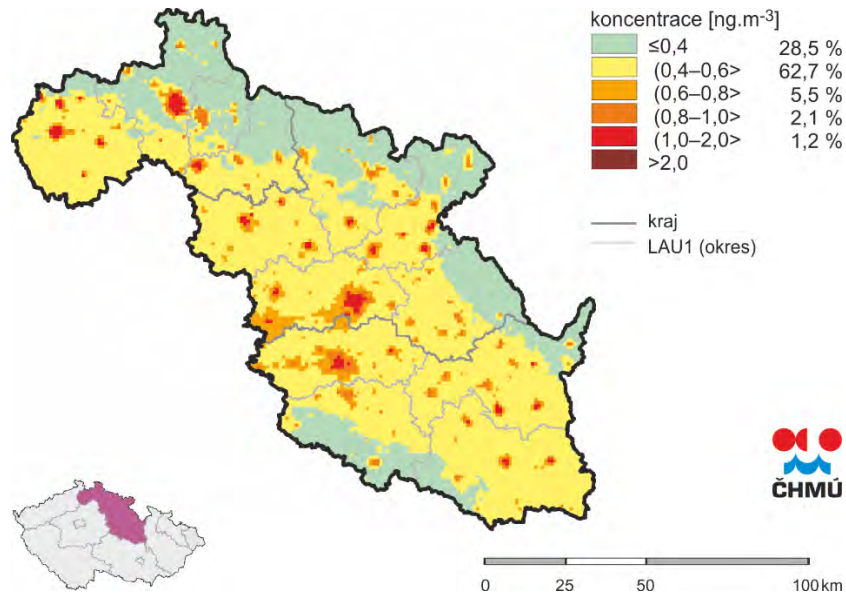 koncentrace [ng.m-3]
≤0,4 28,5 %
(0,4–0,6> 62,7 %
(0,6–0,8> 5,5 %
(0,8–1,0> 2,1 %
(1,0–2,0> 1,2 %
>2,0
kraj
LAU1 (okres)
ČHMÚ
0 25 50 100 km